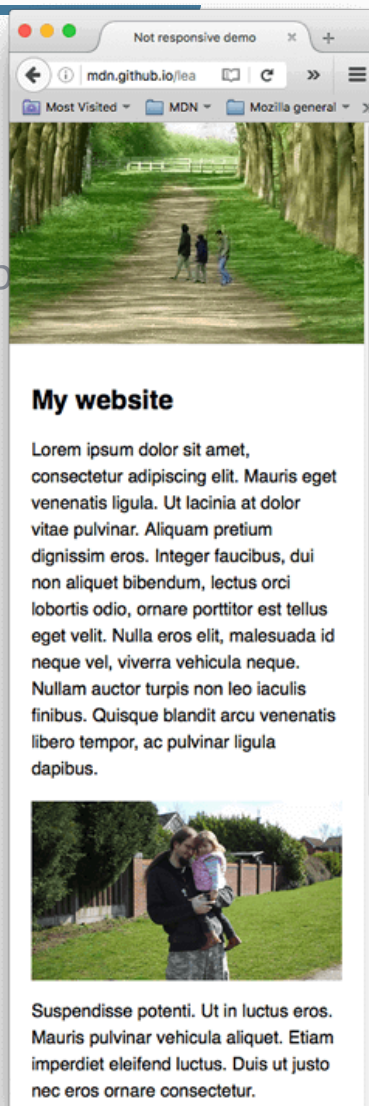 Not responsive demo
mdn.github.io/lea
Most Visited MDN Mozilla general
My website
Lorem ipsum dolor sit amet,
consectetur adipiscing elit. Mauris eget
venenatis ligula. Ut lacinia at dolor
vitae pulvinar. Aliquam pretium
dignissim eros. Integer faucibus, dui
non aliquet bibendum, lectus orci
lobortis odio, ornare porttitor est tellus
eget velit. Nulla eros elit, malesuada id
neque vel, viverra vehicula neque.
Nullam auctor turpis non leo iaculis
finibus. Quisque blandit arcu venenatis
libero tempor, ac pulvinar ligula
dapibus.
Suspendisse potenti. Ut in luctus eros.
Mauris pulvinar vehicula aliquet. Etiam
imperdiet eleifend luctus. Duis ut justo
nec eros ornare consectetur.